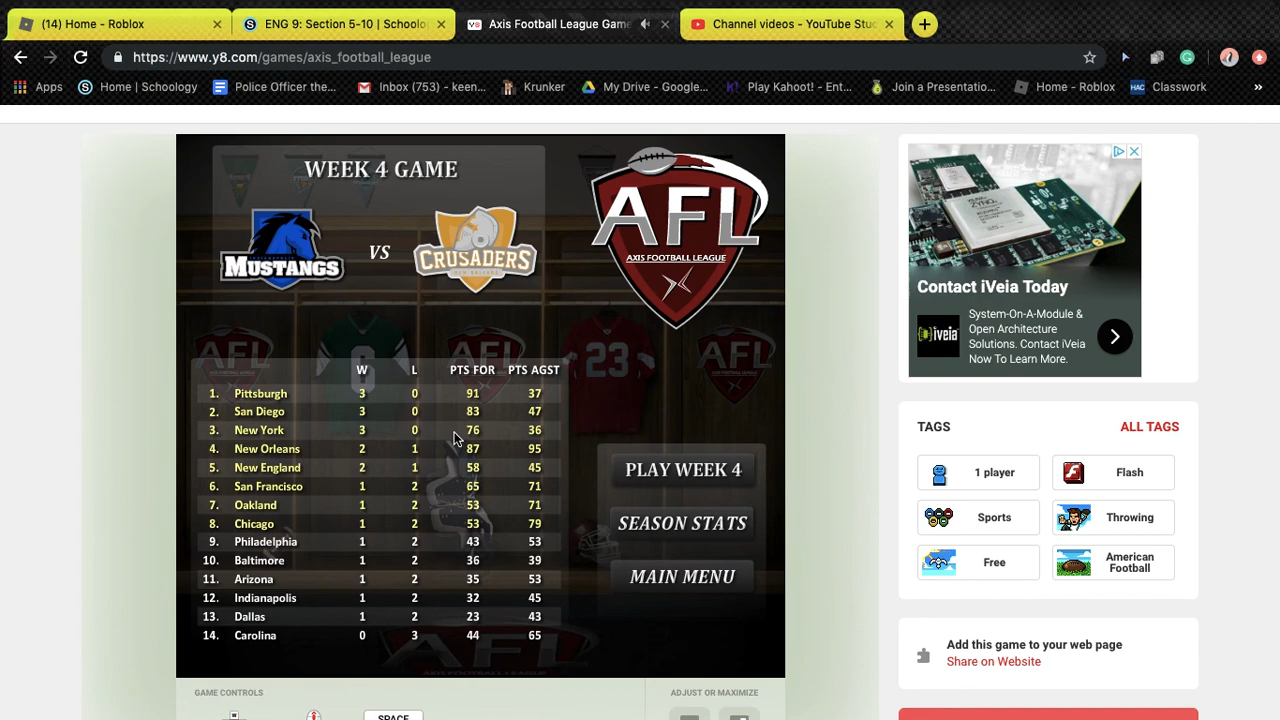 (14) Home - Roblox
ENG 9: Section 5-10 | Schoolo
Axis Football League Game
Channel videos - YouTube Stu
https://www.y8.com/games/axis_football_league
Apps
Home | Schoology
Police Officer the...
Inbox (753) - keen...
Krunker
My Drive - Google...
Play Kahoot! - Ent...
Join a Presentatio...
Home - Roblox
HAC Classwork
WEEK 4 GAME
MUSTANGS
VS
CRUSADERS
NEW ORLEANS
AFL
AXIS FOOTBALL LEAGUE
23
W L PTS FOR PTS AGST
1. Pittsburgh 3 0 91 37
2. San Diego 3 0 83 47
3. New York 3 0 76 36
4. New Orleans 2 1 87 95
5. New England 2 1 58 45
6. San Francisco 1 2 65 71
7. Oakland 1 2 53 71
8. Chicago 1 2 53 79
9. Philadelphia 1 2 43 53
10. Baltimore 1 2 36 39
11. Arizona 1 2 35 53
12. Indianapolis 1 2 32 45
13. Dallas 1 2 23 43
14. Carolina 0 3 44 65
PLAY WEEK 4
SEASON STATS
MAIN MENU
GAME CONTROLS
SPACE
ADJUST OR MAXIMIZE
ZYNQ
Contact iVeia Today
iveia
System-On-A-Module &
Open Architecture
Solutions. Contact iVeia
Now To Learn More.
TAGS
ALL TAGS
1 player
Flash
Sports
Throwing
Free
American
Football
Add this game to your web page
Share on Website